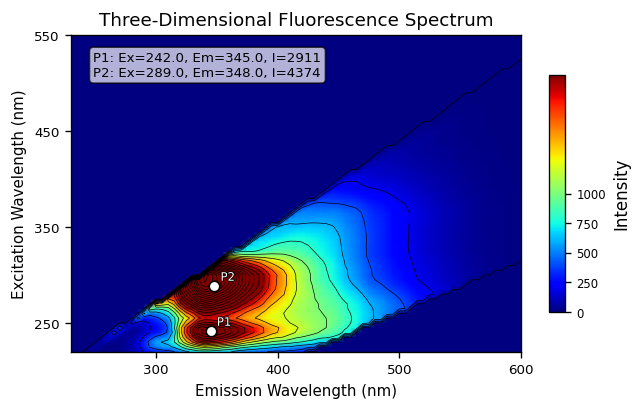 Three-Dimensional Fluorescence Spectrum
P1: Ex=242.0, Em=345.0, I=2911
P2: Ex=289.0, Em=348.0, I=4374
Excitation Wavelength (nm)
550
450
350
250
P2
P1
300
400
500
600
Emission Wavelength (nm)
1000
750
500
250
0
Intensity